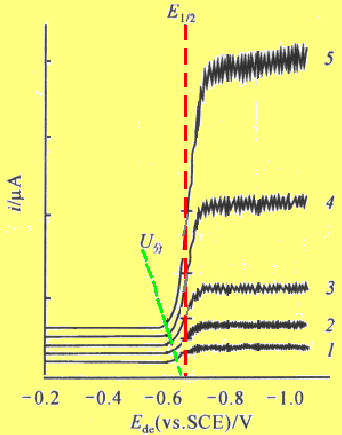 E1/2
5
i/μA
4
U分
3
2
1
-0.2 -0.4 -0.6 -0.8 -1.0
Ede(vs.SCE)/V